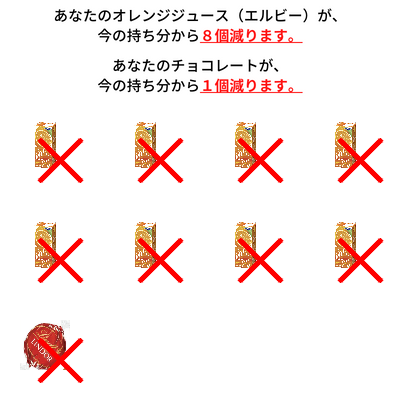 あなたのオレンジジュース（エルビー）が、
今の持ち分から８個減ります。
あなたのチョコレートが、
今の持ち分から１個減ります。
LINDOR